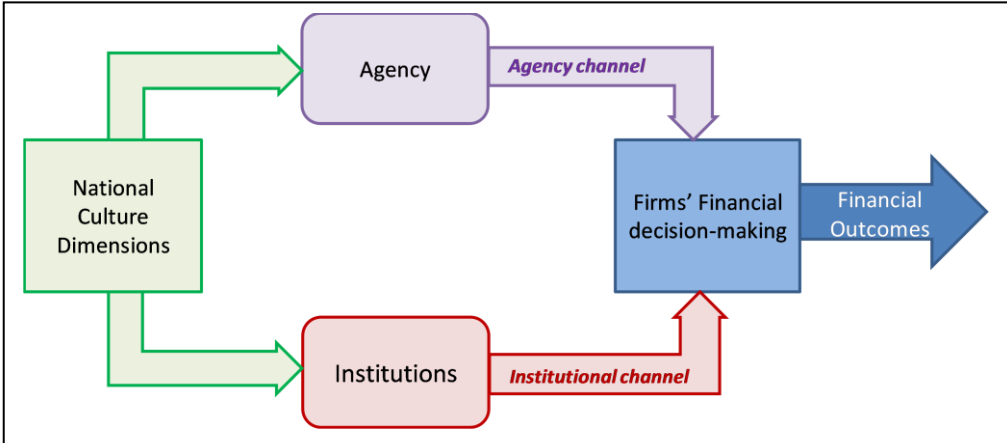 Agency
Agency channel
National
Culture
Dimensions
Firms’ Financial
decision-making
Financial
Outcomes
Institutions
Institutional channel